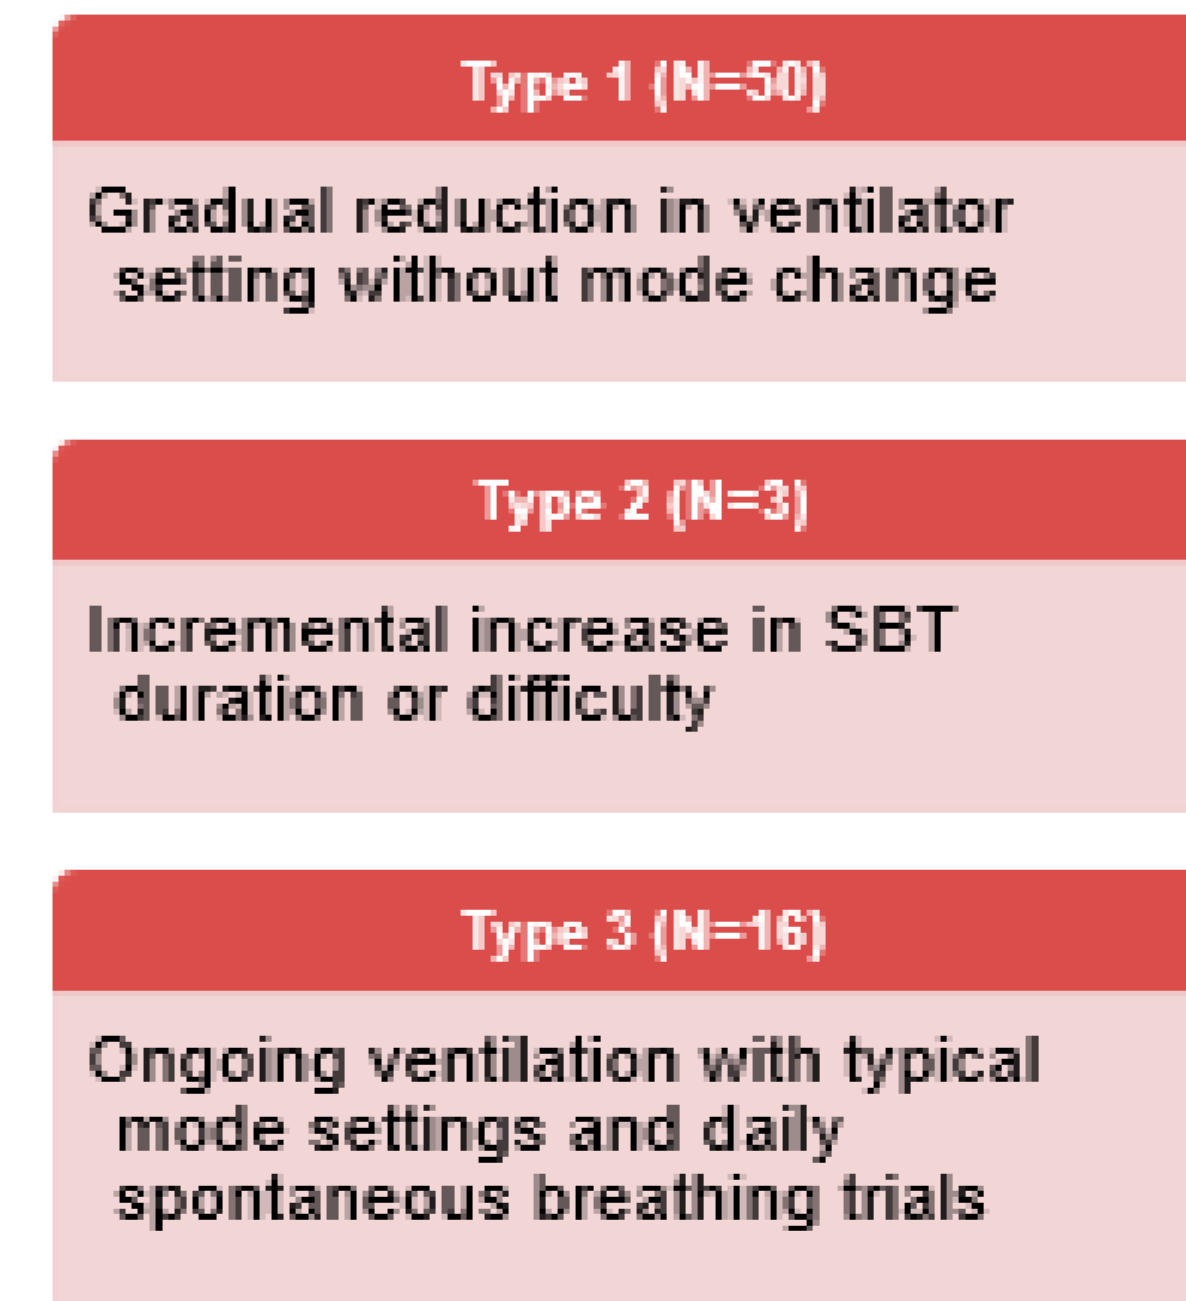 Type 1 (N=50)
Gradual reduction in ventilator
setting without mode change
Type 2 (N=3)
Incremental increase in SBT
duration or difficulty
Type 3 (N=16)
Ongoing ventilation with typical
mode settings and daily
spontaneous breathing trials